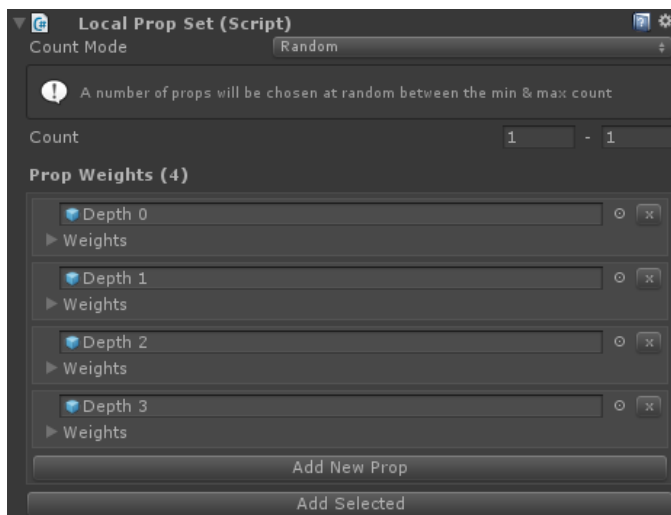 Local Prop Set (Script)
Count Mode Random
A number of props will be chosen at random between the min & max count
Count 1 - 1
Prop Weights (4)
Depth 0 x
Weights
Depth 1 x
Weights
Depth 2 x
Weights
Depth 3 x
Weights
Add New Prop
Add Selected